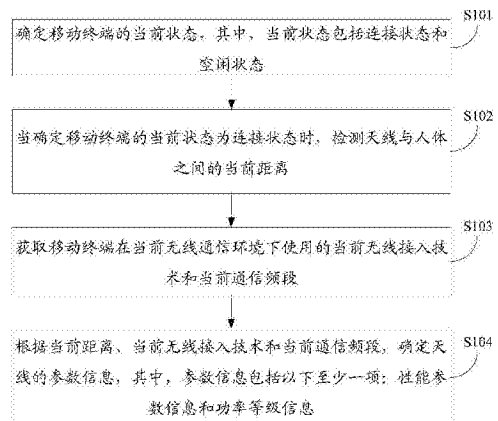 S101
确定移动终端的当前状态，其中，当前状态包括连接状态和
空闲状态
S102
当确定移动终端的当前状态为连接状态时，检测天线与人体
之间的当前距离
S103
获取移动终端在当前无线通信环境下使用的当前无线接入技
术和当前通信频段
S104
根据当前距离、当前无线接入技术和当前通信频段，确定天
线的参数信息，其中，参数信息包括以下至少一项：性能参
数信息和功率等级信息